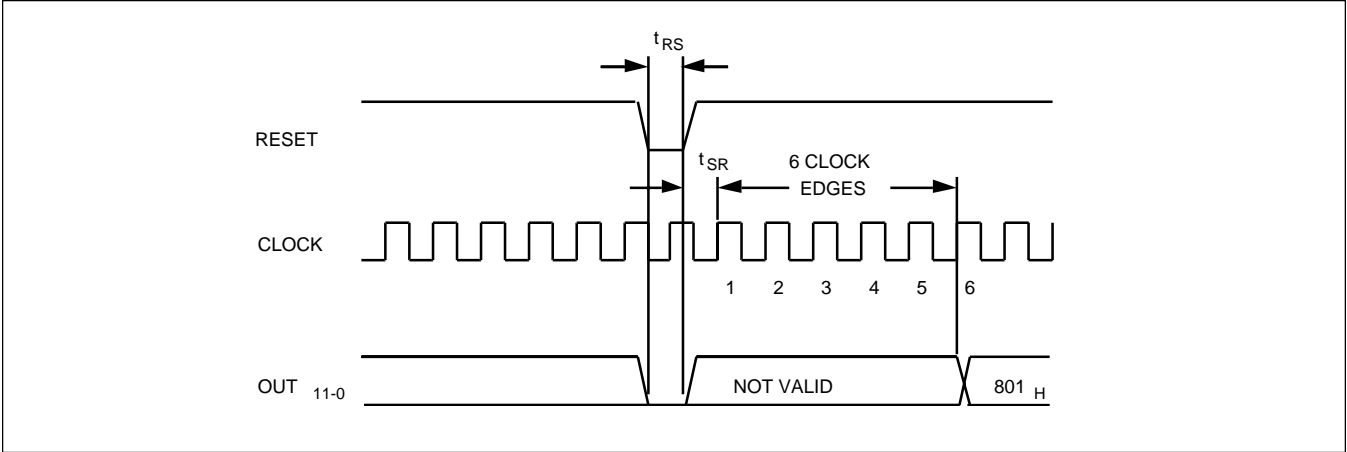 tRS
RESET
tSR
6 CLOCK
EDGES
CLOCK
1 2 3 4 5 6
OUT 11-0
NOT VALID
801 H